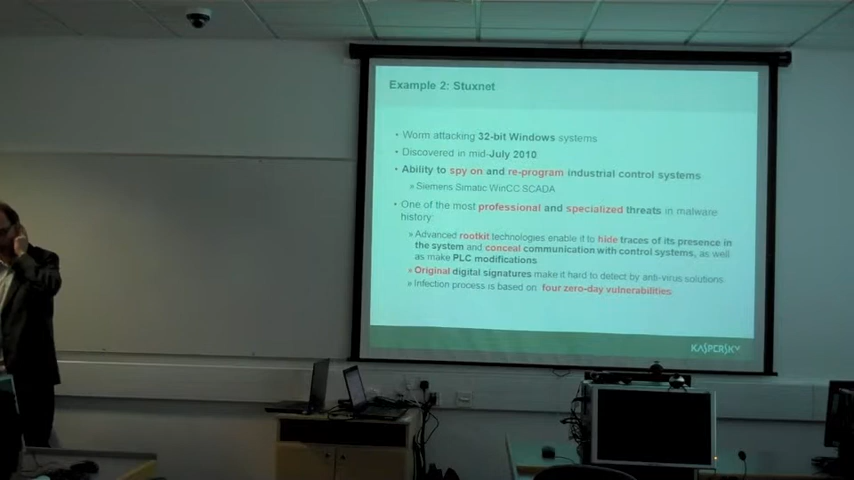 Example 2: Stuxnet
• Worm attacking 32-bit Windows systems
• Discovered in mid-July 2010
• Ability to spy on and re-program industrial control systems
» Siemens Simatic WinCC SCADA
• One of the most professional and specialized threats in malware
history:
» Advanced rootkit technologies enable it to hide traces of its presence in
the system and conceal communication with control systems, as well
as make PLC modifications
» Original digital signatures make it hard to detect by anti-virus solutions
» Infection process is based on four zero-day vulnerabilities
KASPERSKY